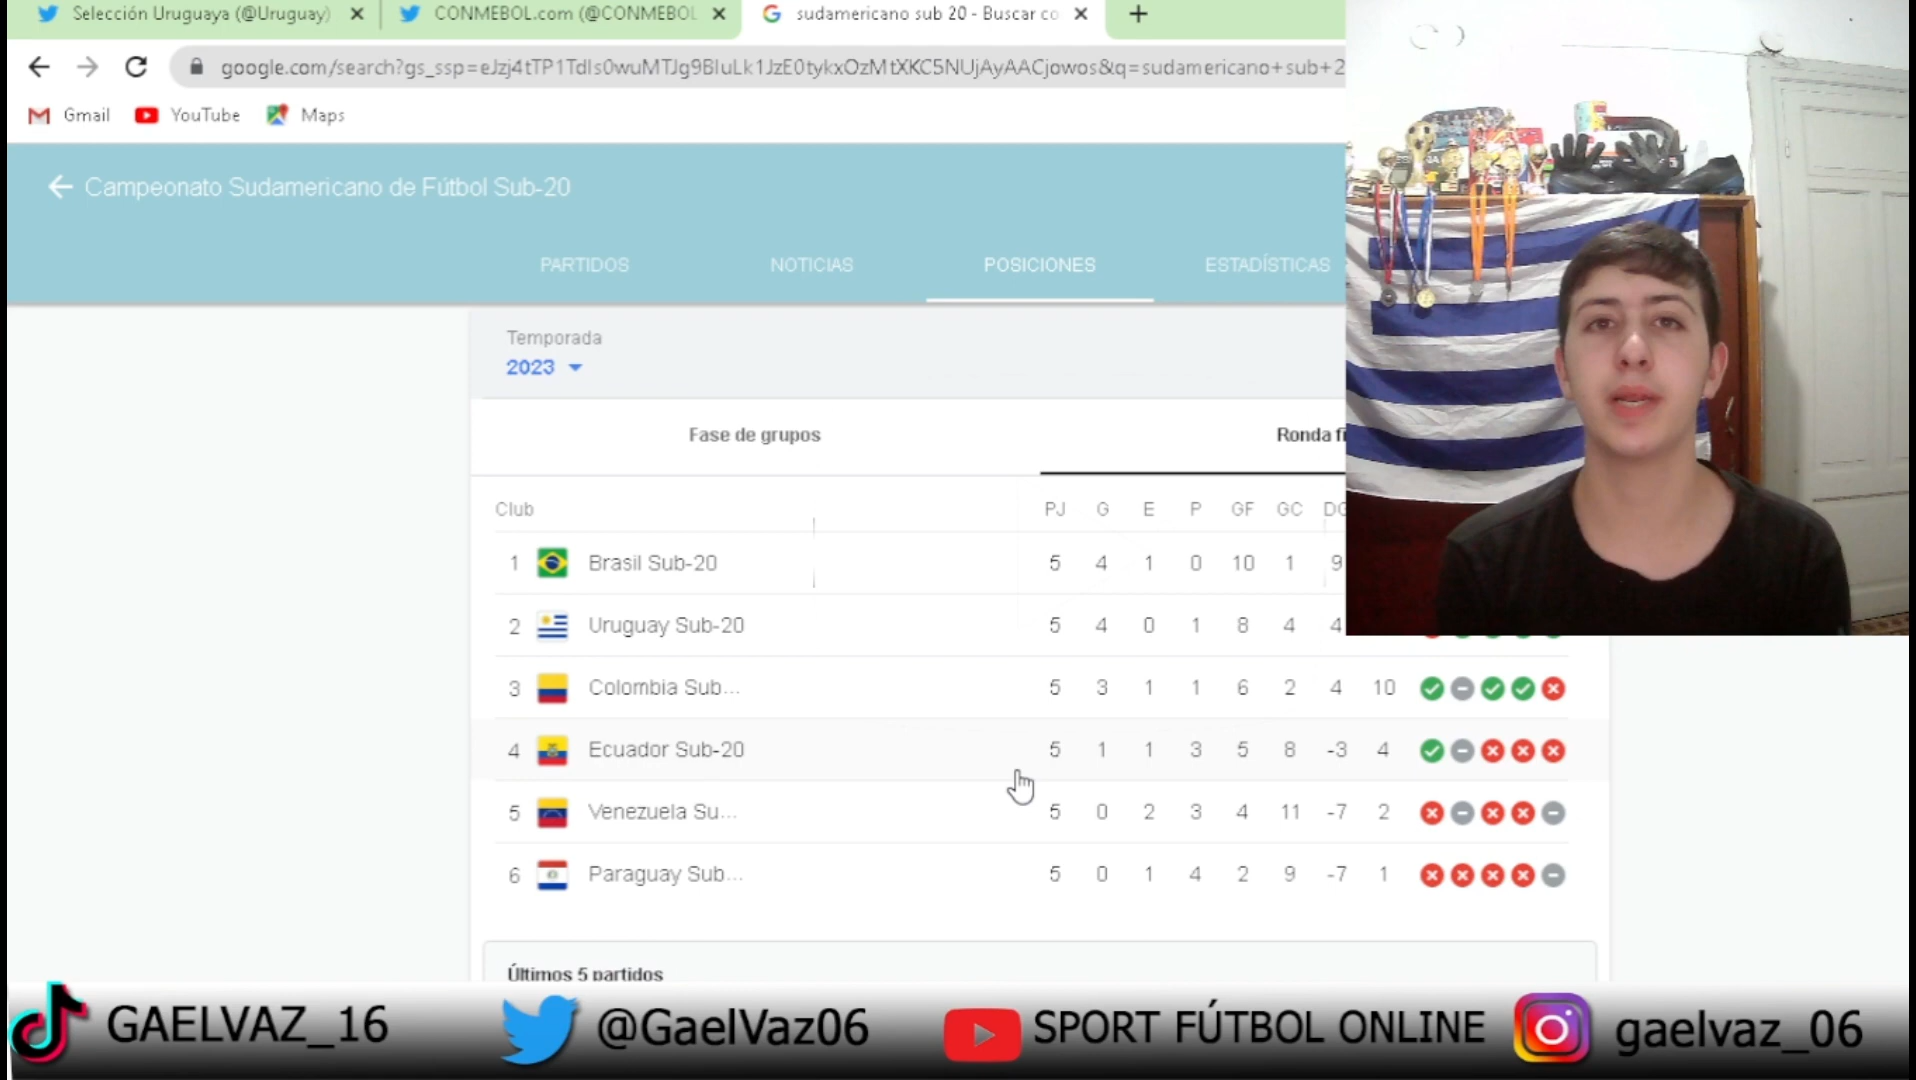 Selección Uruguaya (@Uruguay)
CONMEBOL.com (@CONMEBOL
sudamericano sub 20 - Buscar co
google.com/search?gs_ssp=eJzj4tTP1TdIs0wuMTJg9BIuLk1JzE0tykxOzMtXKC5NUjAyAACjowos&q=sudamericano+sub+2
Gmail
YouTube
Maps
Campeonato Sudamericano de Fútbol Sub-20
PARTIDOS NOTICIAS POSICIONES ESTADÍSTICAS
Temporada
2023
Fase de grupos Ronda fi
Club PJ G E P GF GC DG
1 Brasil Sub-20 5 4 1 0 10 1 9
2 Uruguay Sub-20 5 4 0 1 8 4 4
3 Colombia Sub... 5 3 1 1 6 2 4 10
4 Ecuador Sub-20 5 1 1 3 5 8 -3 4
5 Venezuela Su... 5 0 2 3 4 11 -7 2
6 Paraguay Sub... 5 0 1 4 2 9 -7 1
Últimos 5 partidos
GAELVAZ_16 @GaelVaz06 SPORT FÚTBOL ONLINE gaelvaz_06